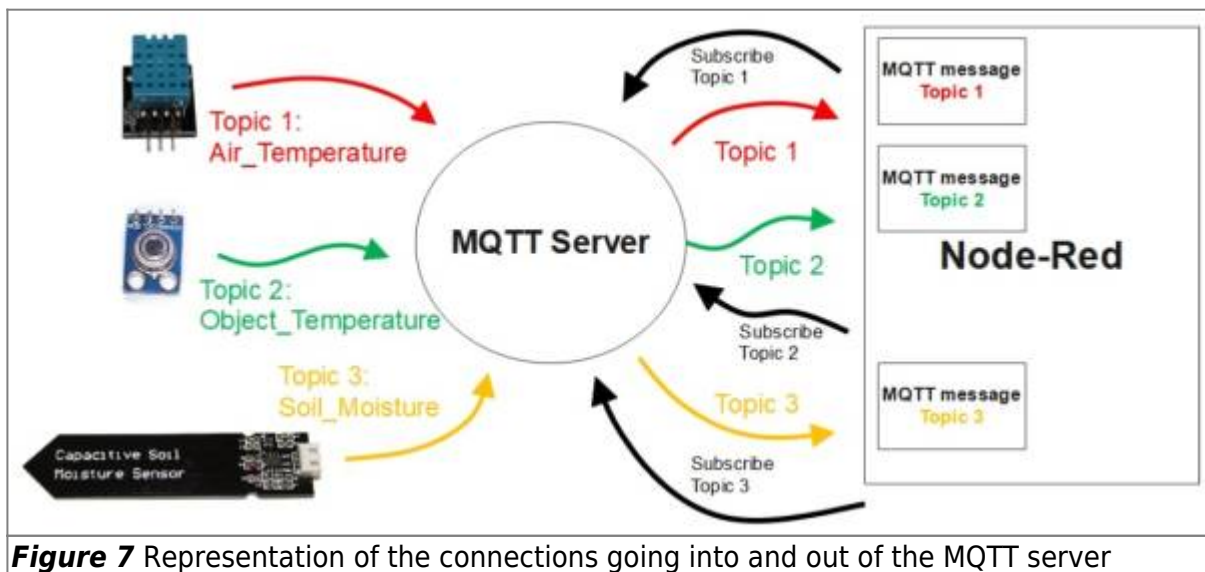 Topic 1:
Air_Temperature
Topic 2:
Object_Temperature
Topic 3:
Soil_Moisture
Capacitive Soil
Moisture Sensor
MQTT Server
Subscribe
Topic 1
Topic 1
Topic 2
Subscribe
Topic 2
Topic 3
Subscribe
Topic 3
MQTT message
Topic 1
MQTT message
Topic 2
Node-Red
MQTT message
Topic 3
Figure 7 Representation of the connections going into and out of the MQTT server